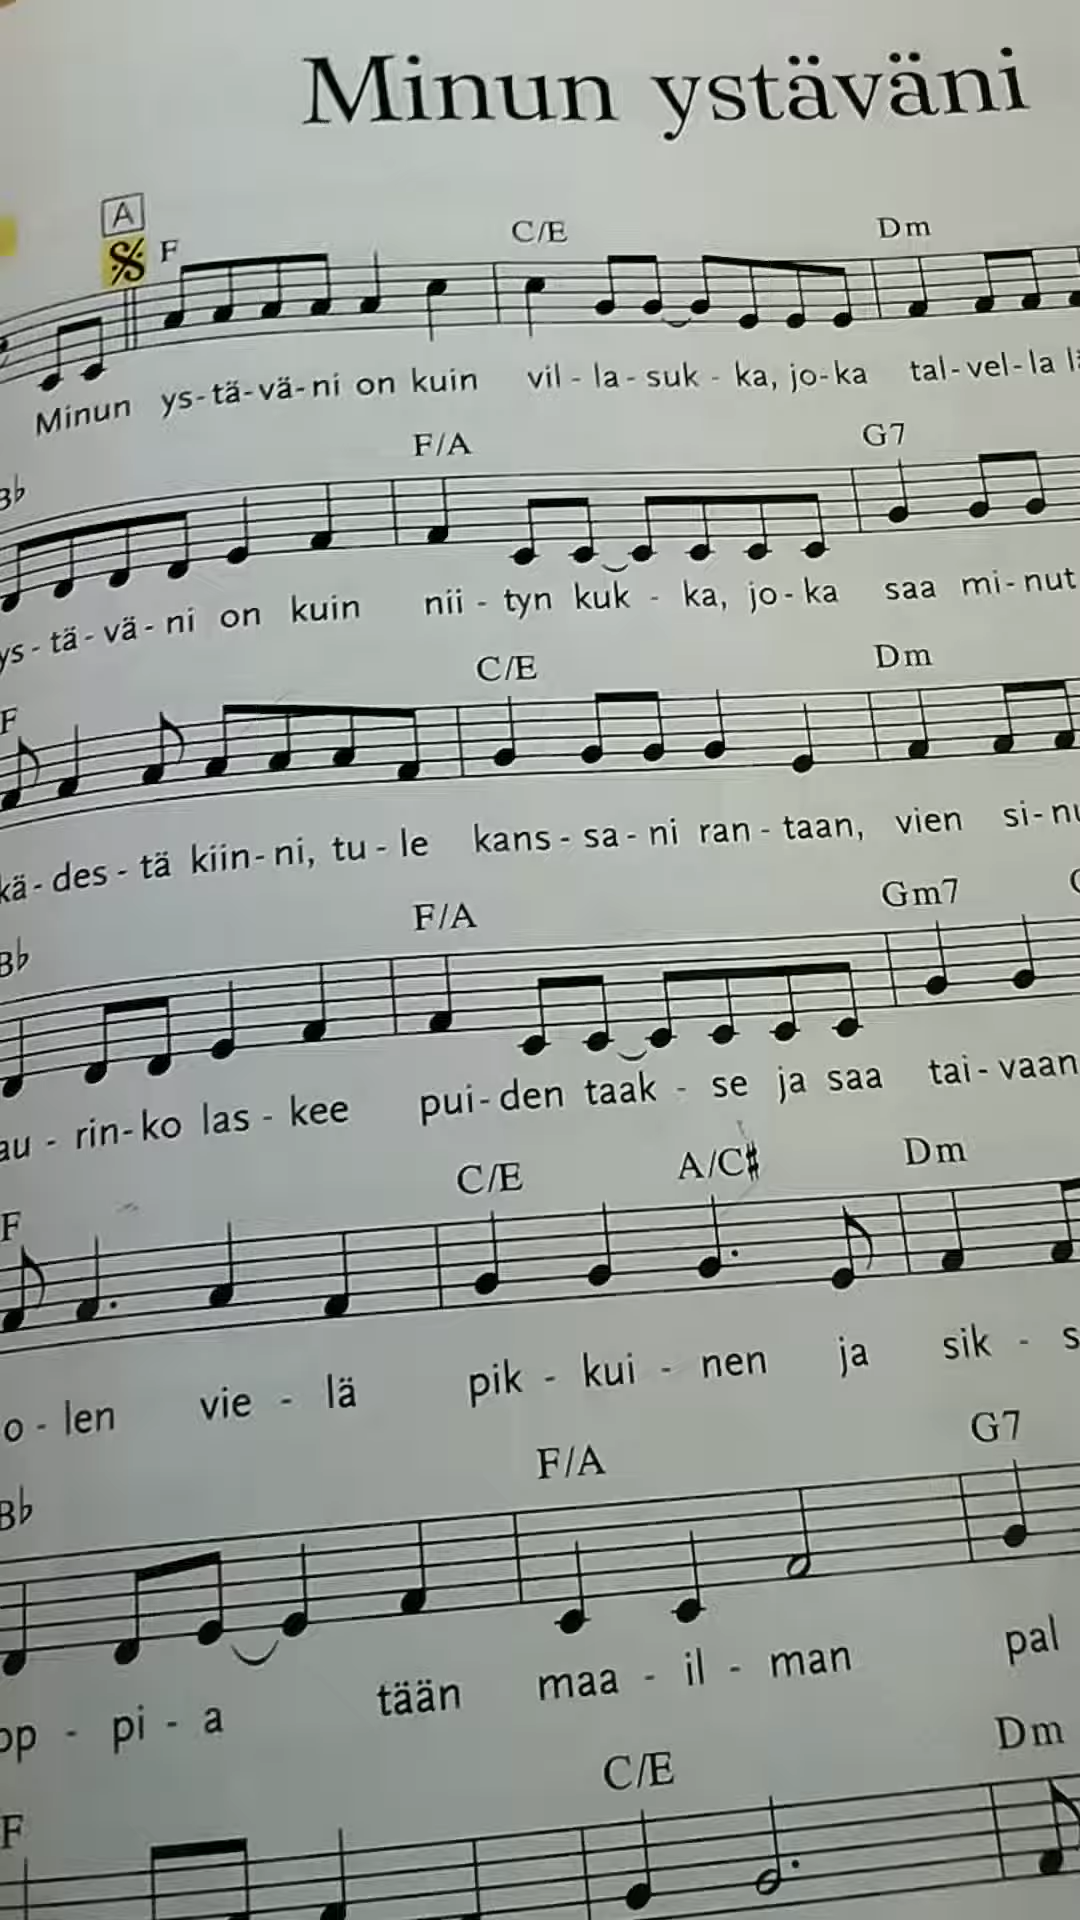 Minun ystäväni
A
F C/E Dm
Minun ys-tä-vä-ni on kuin vil-la-suk-ka, jo-ka tal-vel-la
B♭ F/A G7
ys-tä-vä-ni on kuin nii-tyn kuk-ka, jo-ka saa mi-nut
F C/E Dm
kä-des-tä kiin-ni, tu-le kans-sa-ni ran-taan, vien
B♭ F/A Gm7
au-rin-ko las-kee pui-den taak-se ja saa tai-vaan
F C/E A/C♯ Dm
o-len vie-lä pik-kui-nen ja sik-
B♭ F/A G7
op-pi-a tään maa-il-man pal
F C/E Dm